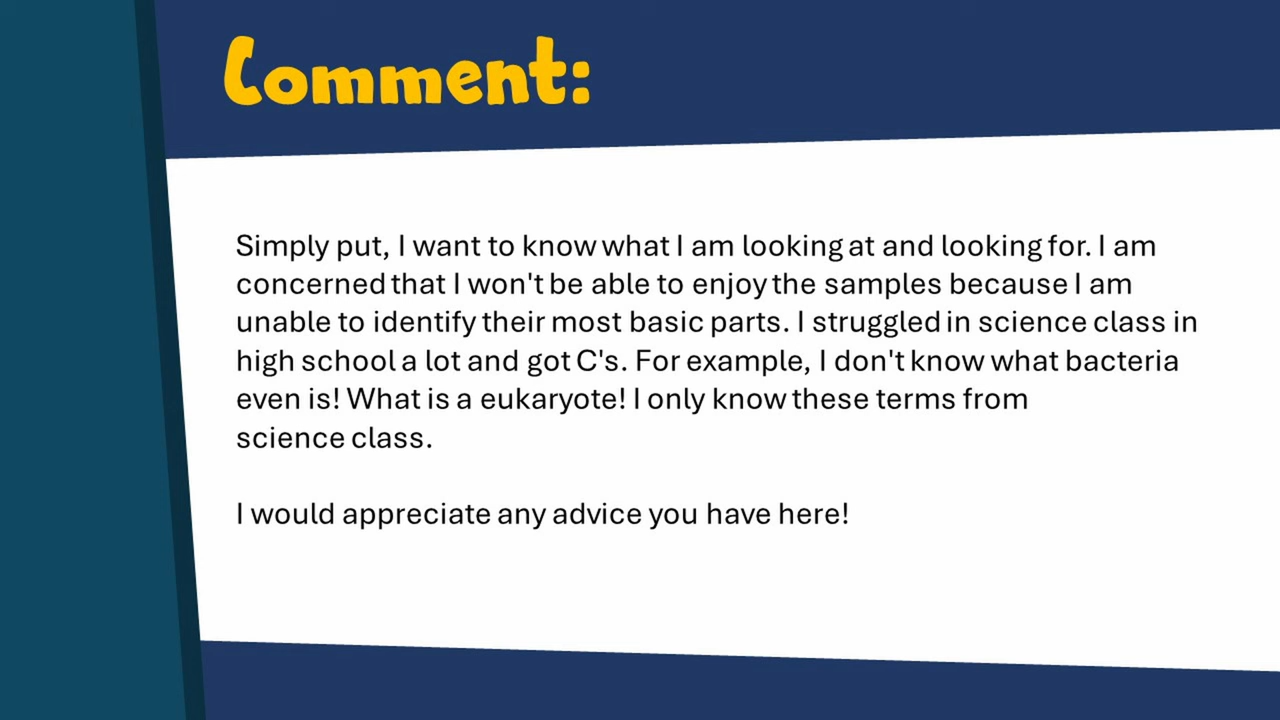 Comment:
Simply put, I want to know what I am looking at and looking for. I am
concerned that I won't be able to enjoy the samples because I am
unable to identify their most basic parts. I struggled in science class in
high school a lot and got C's. For example, I don't know what bacteria
even is! What is a eukaryote! I only know these terms from
science class.
I would appreciate any advice you have here!